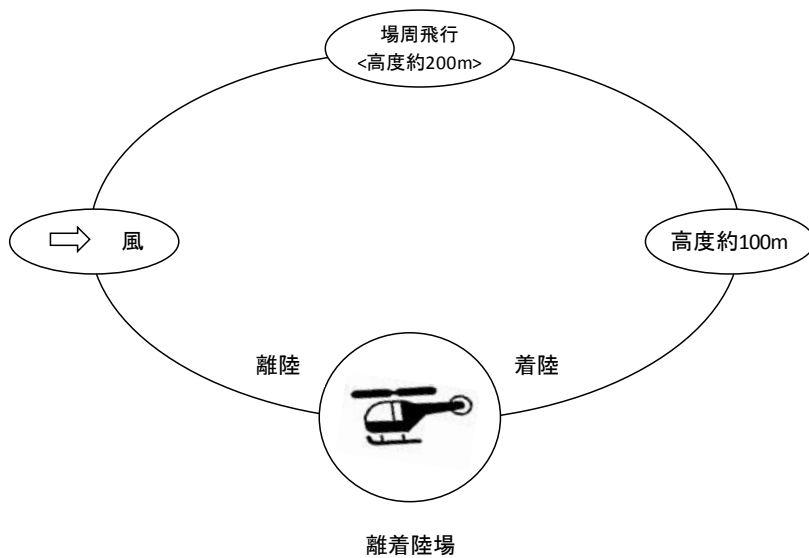 場周飛行
<高度約200m>
風
高度約100m
離陸
着陸
離着陸場